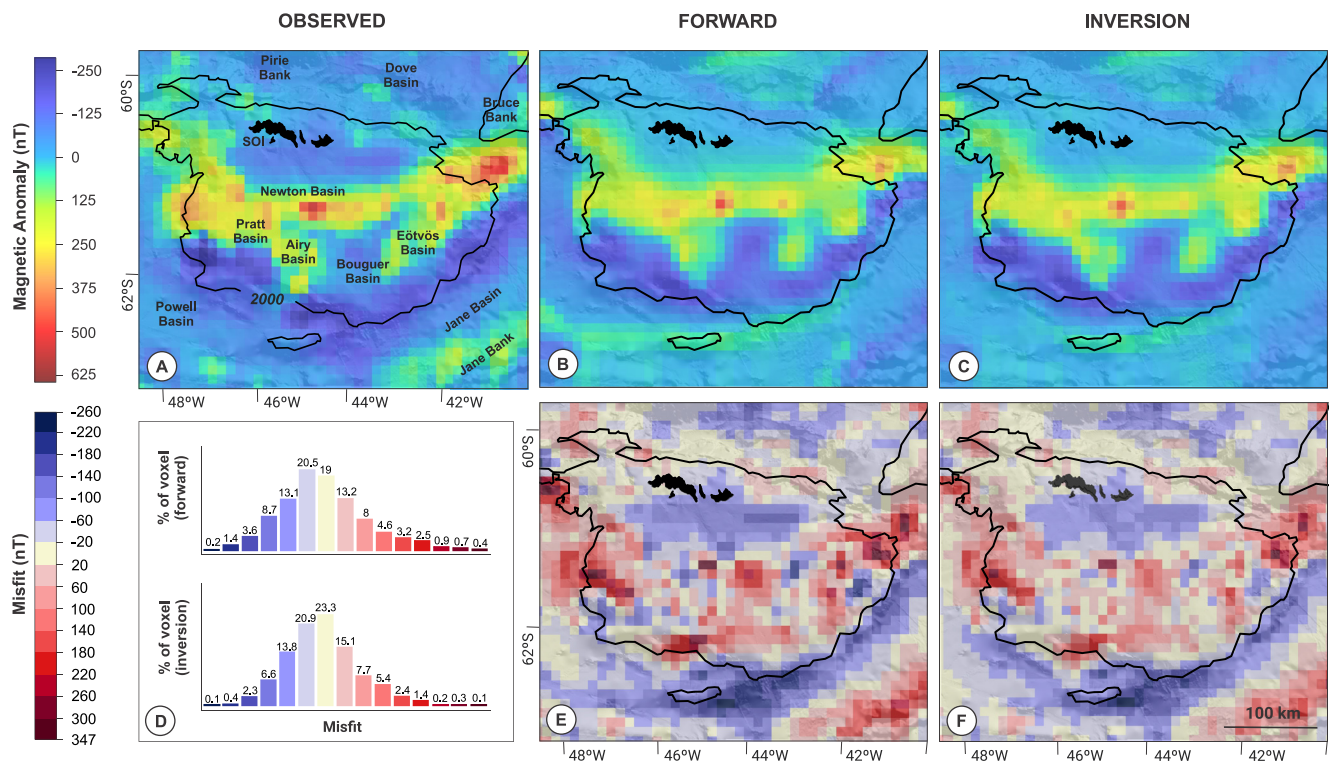 OBSERVED
FORWARD
INVERSION
Magnetic Anomaly (nT)
-250
-125
0
125
250
375
500
625
60°S
62°S
Pirie
Bank
Dove
Basin
Bruce
Bank
SOI
Newton Basin
Pratt
Basin
Airy
Basin
Eötvös
Basin
Bouguer
Basin
2000
Powell
Basin
Jane Basin
Jane Bank
A
B
C
48°W
46°W
44°W
42°W
Misfit (nT)
-260
-220
-180
-140
-100
-60
-20
20
60
100
140
180
220
260
300
347
% of voxel
(forward)
0.2
1.4
3.6
8.7
13.1
20.5
19
13.2
8
4.6
3.2
2.5
0.9
0.7
0.4
% of voxel
(inversion)
0.1
0.4
2.3
6.6
13.8
20.9
23.3
15.1
7.7
5.4
2.4
1.4
0.2
0.3
0.1
D
Misfit
60°S
62°S
E
F
100 km
48°W
46°W
44°W
42°W
48°W
46°W
44°W
42°W